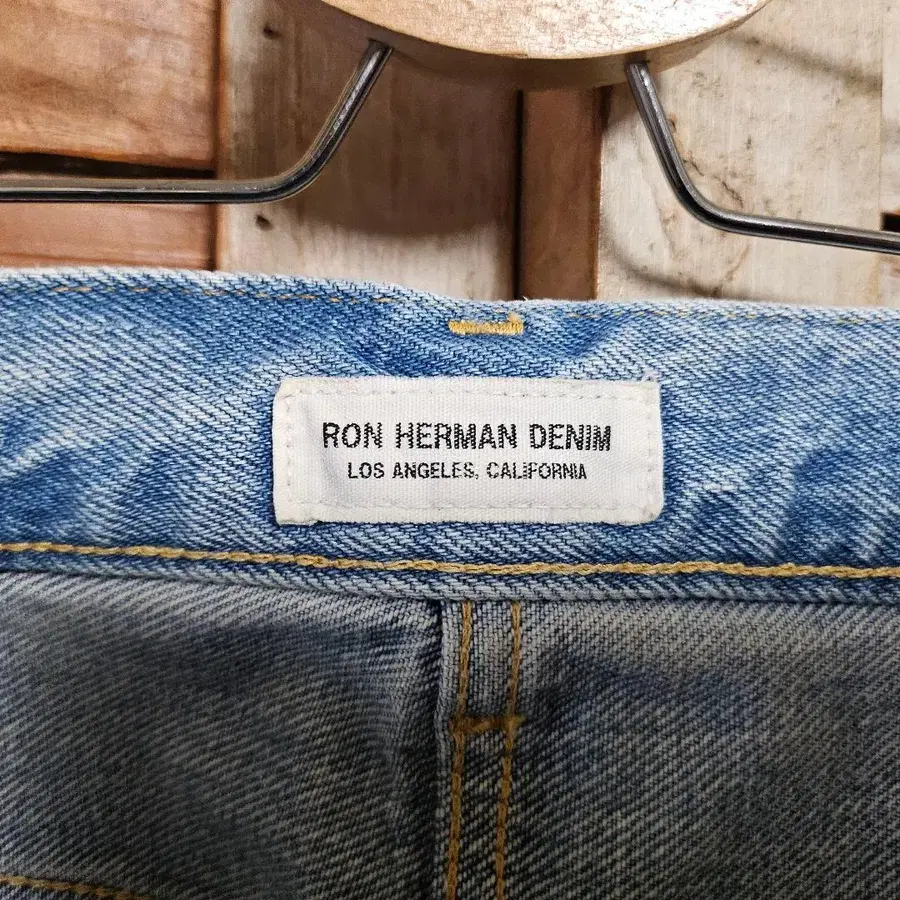 RON HERMAN DENIM
LOS ANGELES, CALIFORNIA